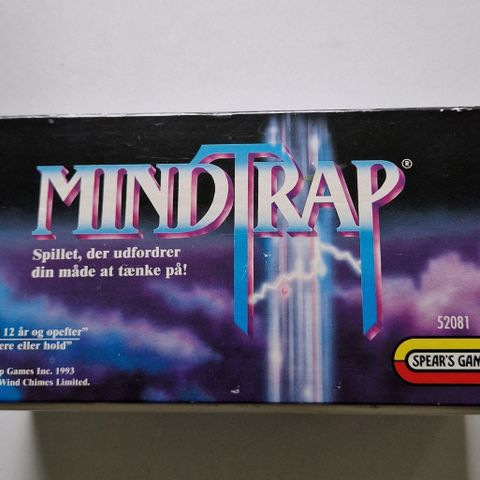 MINDTRAP®
Spillet, der udfordrer
din måde at tænke på!
12 år og opefter"
ere eller hold"
p Games Inc. 1993
Wind Chimes Limited.
52081
SPEAR'S GAM